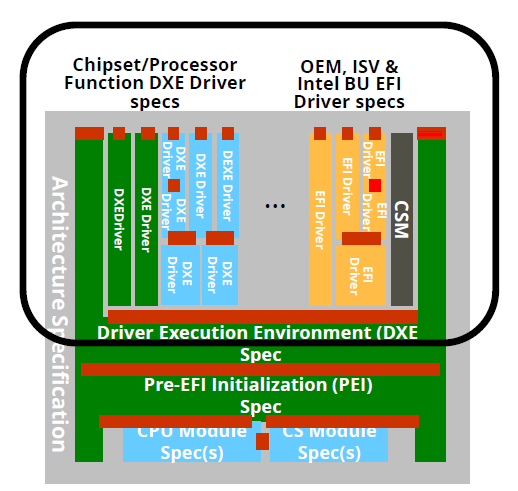 Chipset/Processor
Function DXE Driver
specs
OEM, ISV &
Intel BU EFI
Driver specs
Architecture Specification
DXEDriver
DXE Driver
DXE
Driver
DXE
Driver
DXE Driver
DEXE Driver
DXE
Driver
DXE
Driver
...
EFI Driver
EFI Driver
EFI
Driver
EFI
Driver
EFI
Driver
CSM
Driver Execution Environment (DXE
Spec
Pre-EFI Initialization (PEI)
Spec
CPU Module
Spec(s)
CS Module
Spec(s)